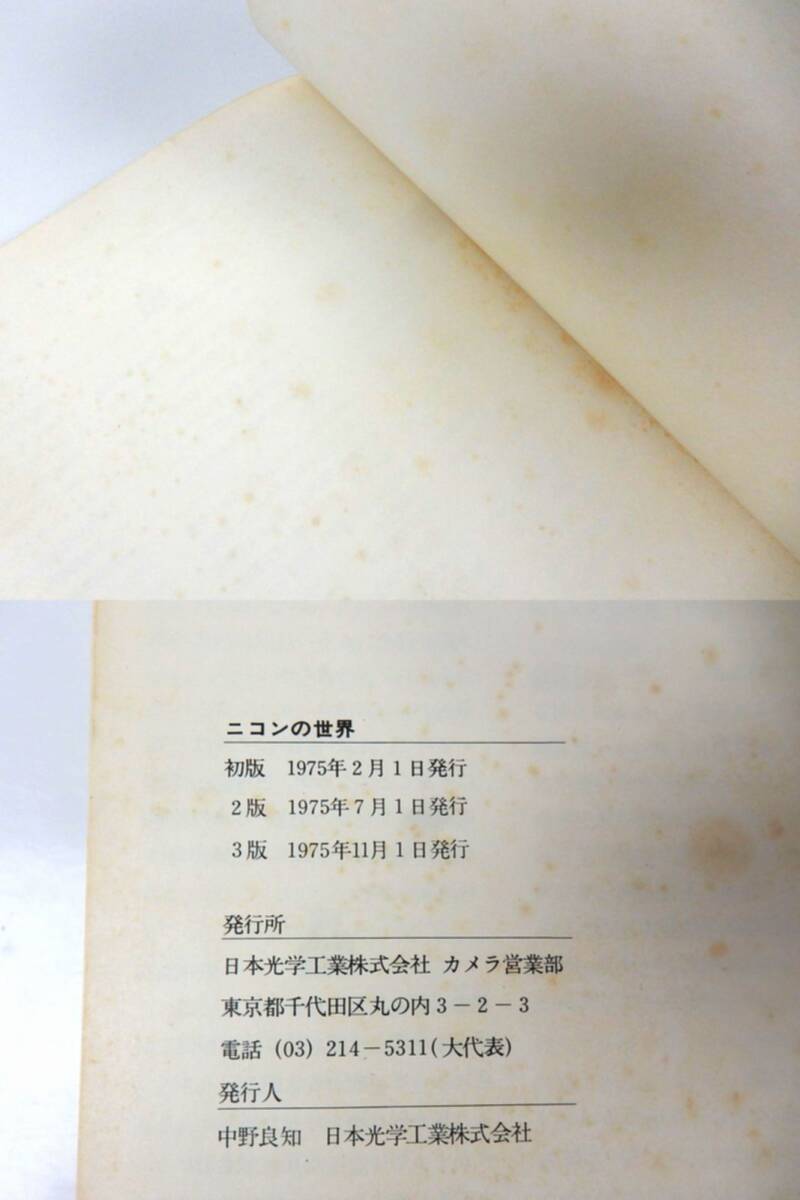 ニコンの世界
初版 1975年2月1日発行
2版 1975年7月1日発行
3版 1975年11月1日発行
発行所
日本光学工業株式会社 カメラ営業部
東京都千代田区丸の内3-2-3
電話 (03) 214-5311(大代表)
発行人
中野良知 日本光学工業株式会社